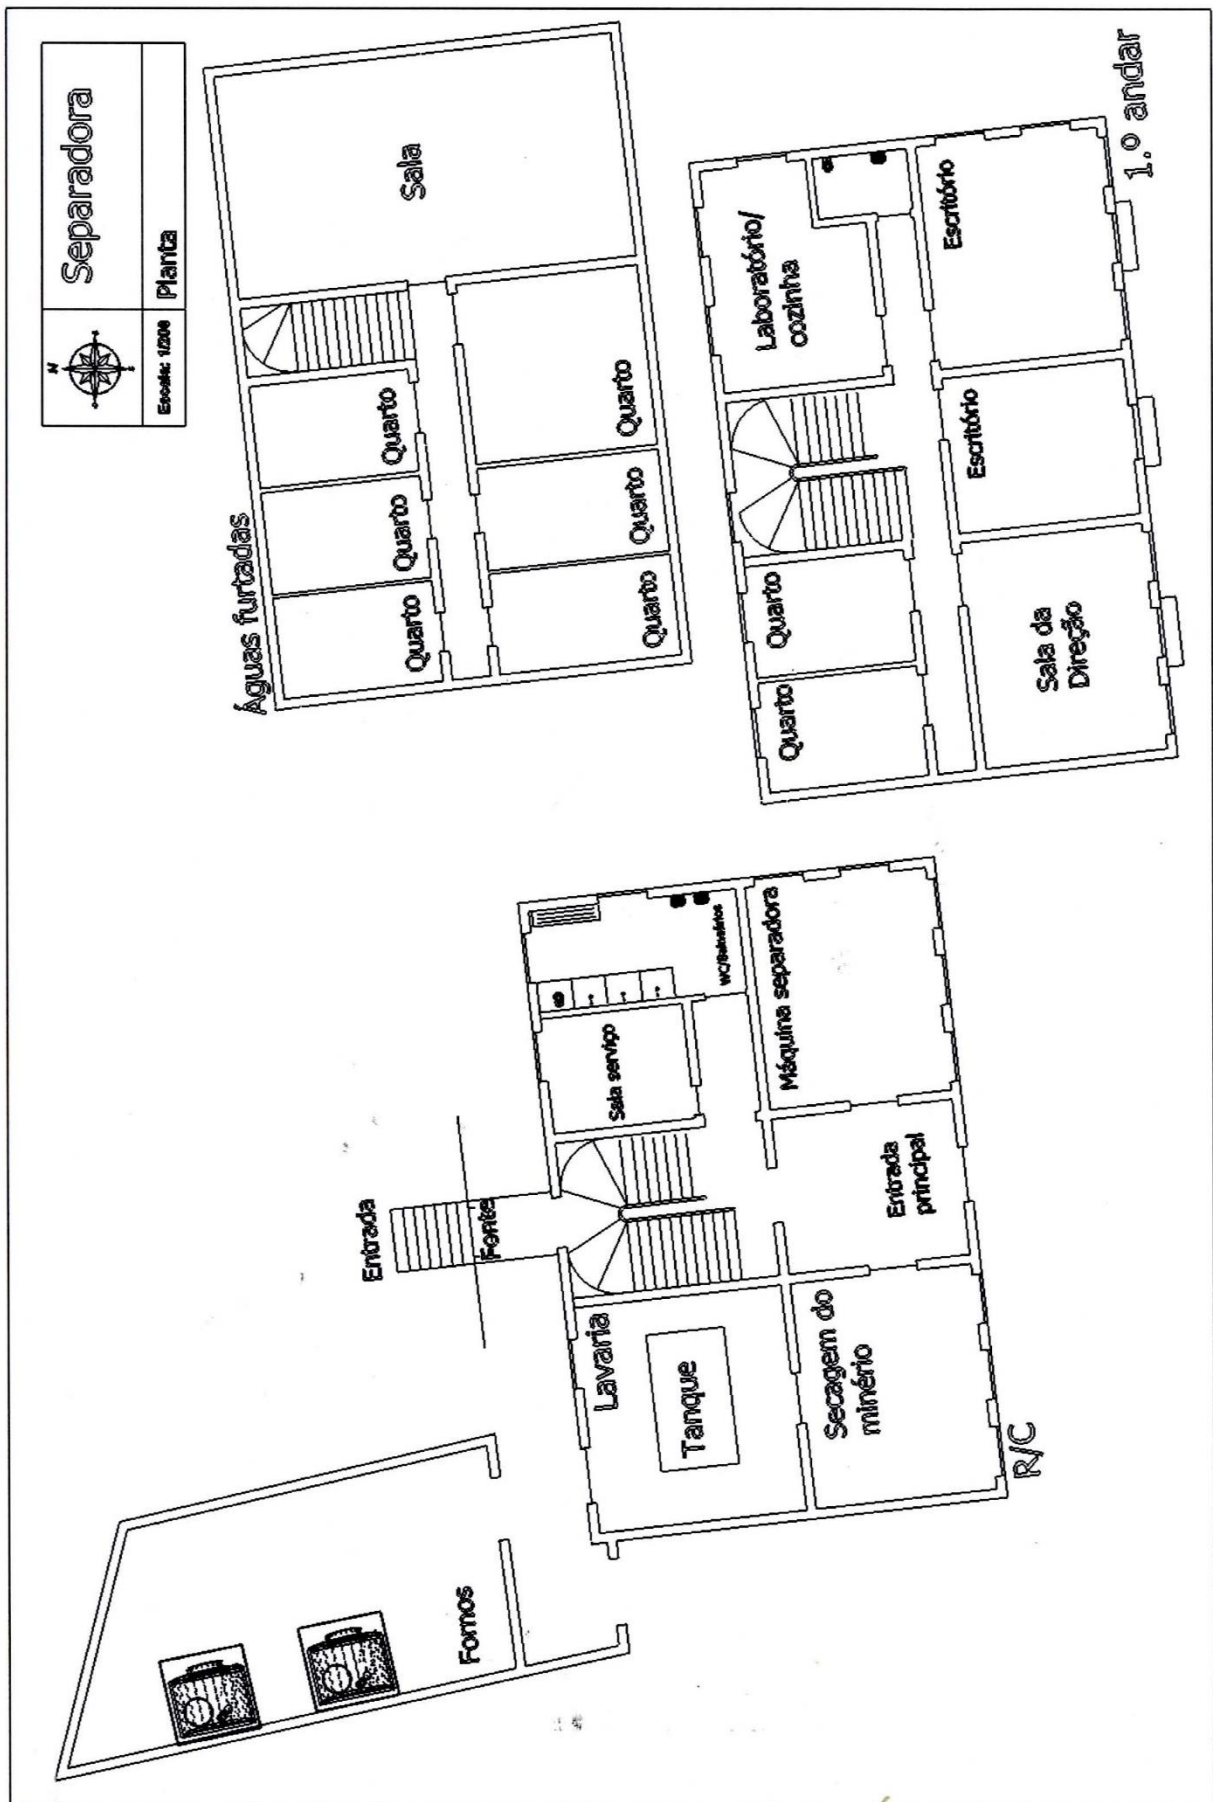 Separadora
N
Escala: 1/200
Planta
Águas furtadas
Quarto
Quarto
Quarto
Sala
Quarto
Quarto
Quarto
Quarto
Quarto
Laboratório/
cozinha
Sala da
Direção
Escritório
Escritório
1.º andar
Fornos
Entrada
Fonte
Lavaria
Tanque
Sala serviço
WC/Balneários
Secagem do
minério
Entrada
principal
Máquina separadora
R/C